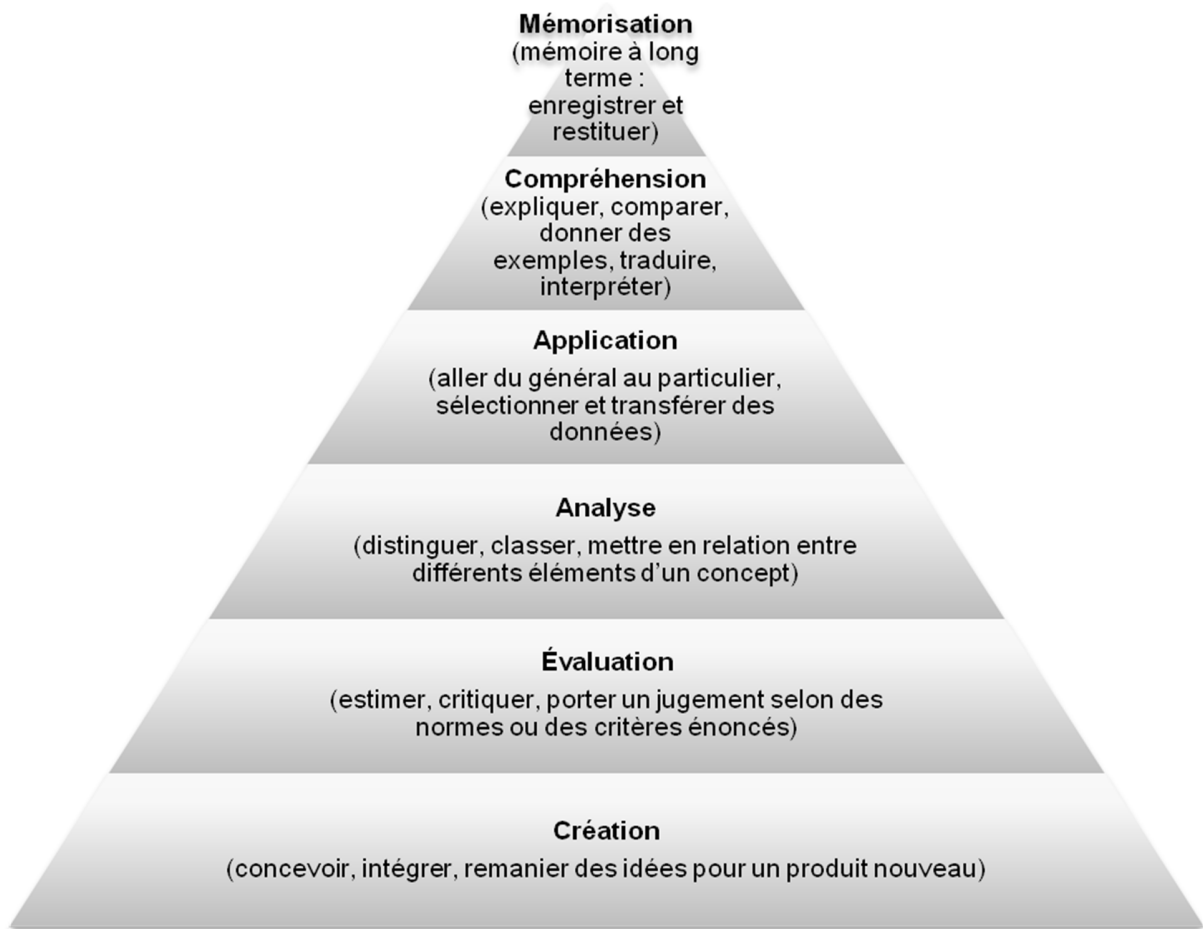 Mémorisation
(mémoire à long
terme :
enregistrer et
restituer)
Compréhension
(expliquer, comparer,
donner des
exemples, traduire,
interpréter)
Application
(aller du général au particulier,
sélectionner et transférer des
données)
Analyse
(distinguer, classer, mettre en relation entre
différents éléments d'un concept)
Évaluation
(estimer, critiquer, porter un jugement selon des
normes ou des critères énoncés)
Création
(concevoir, intégrer, remanier des idées pour un produit nouveau)